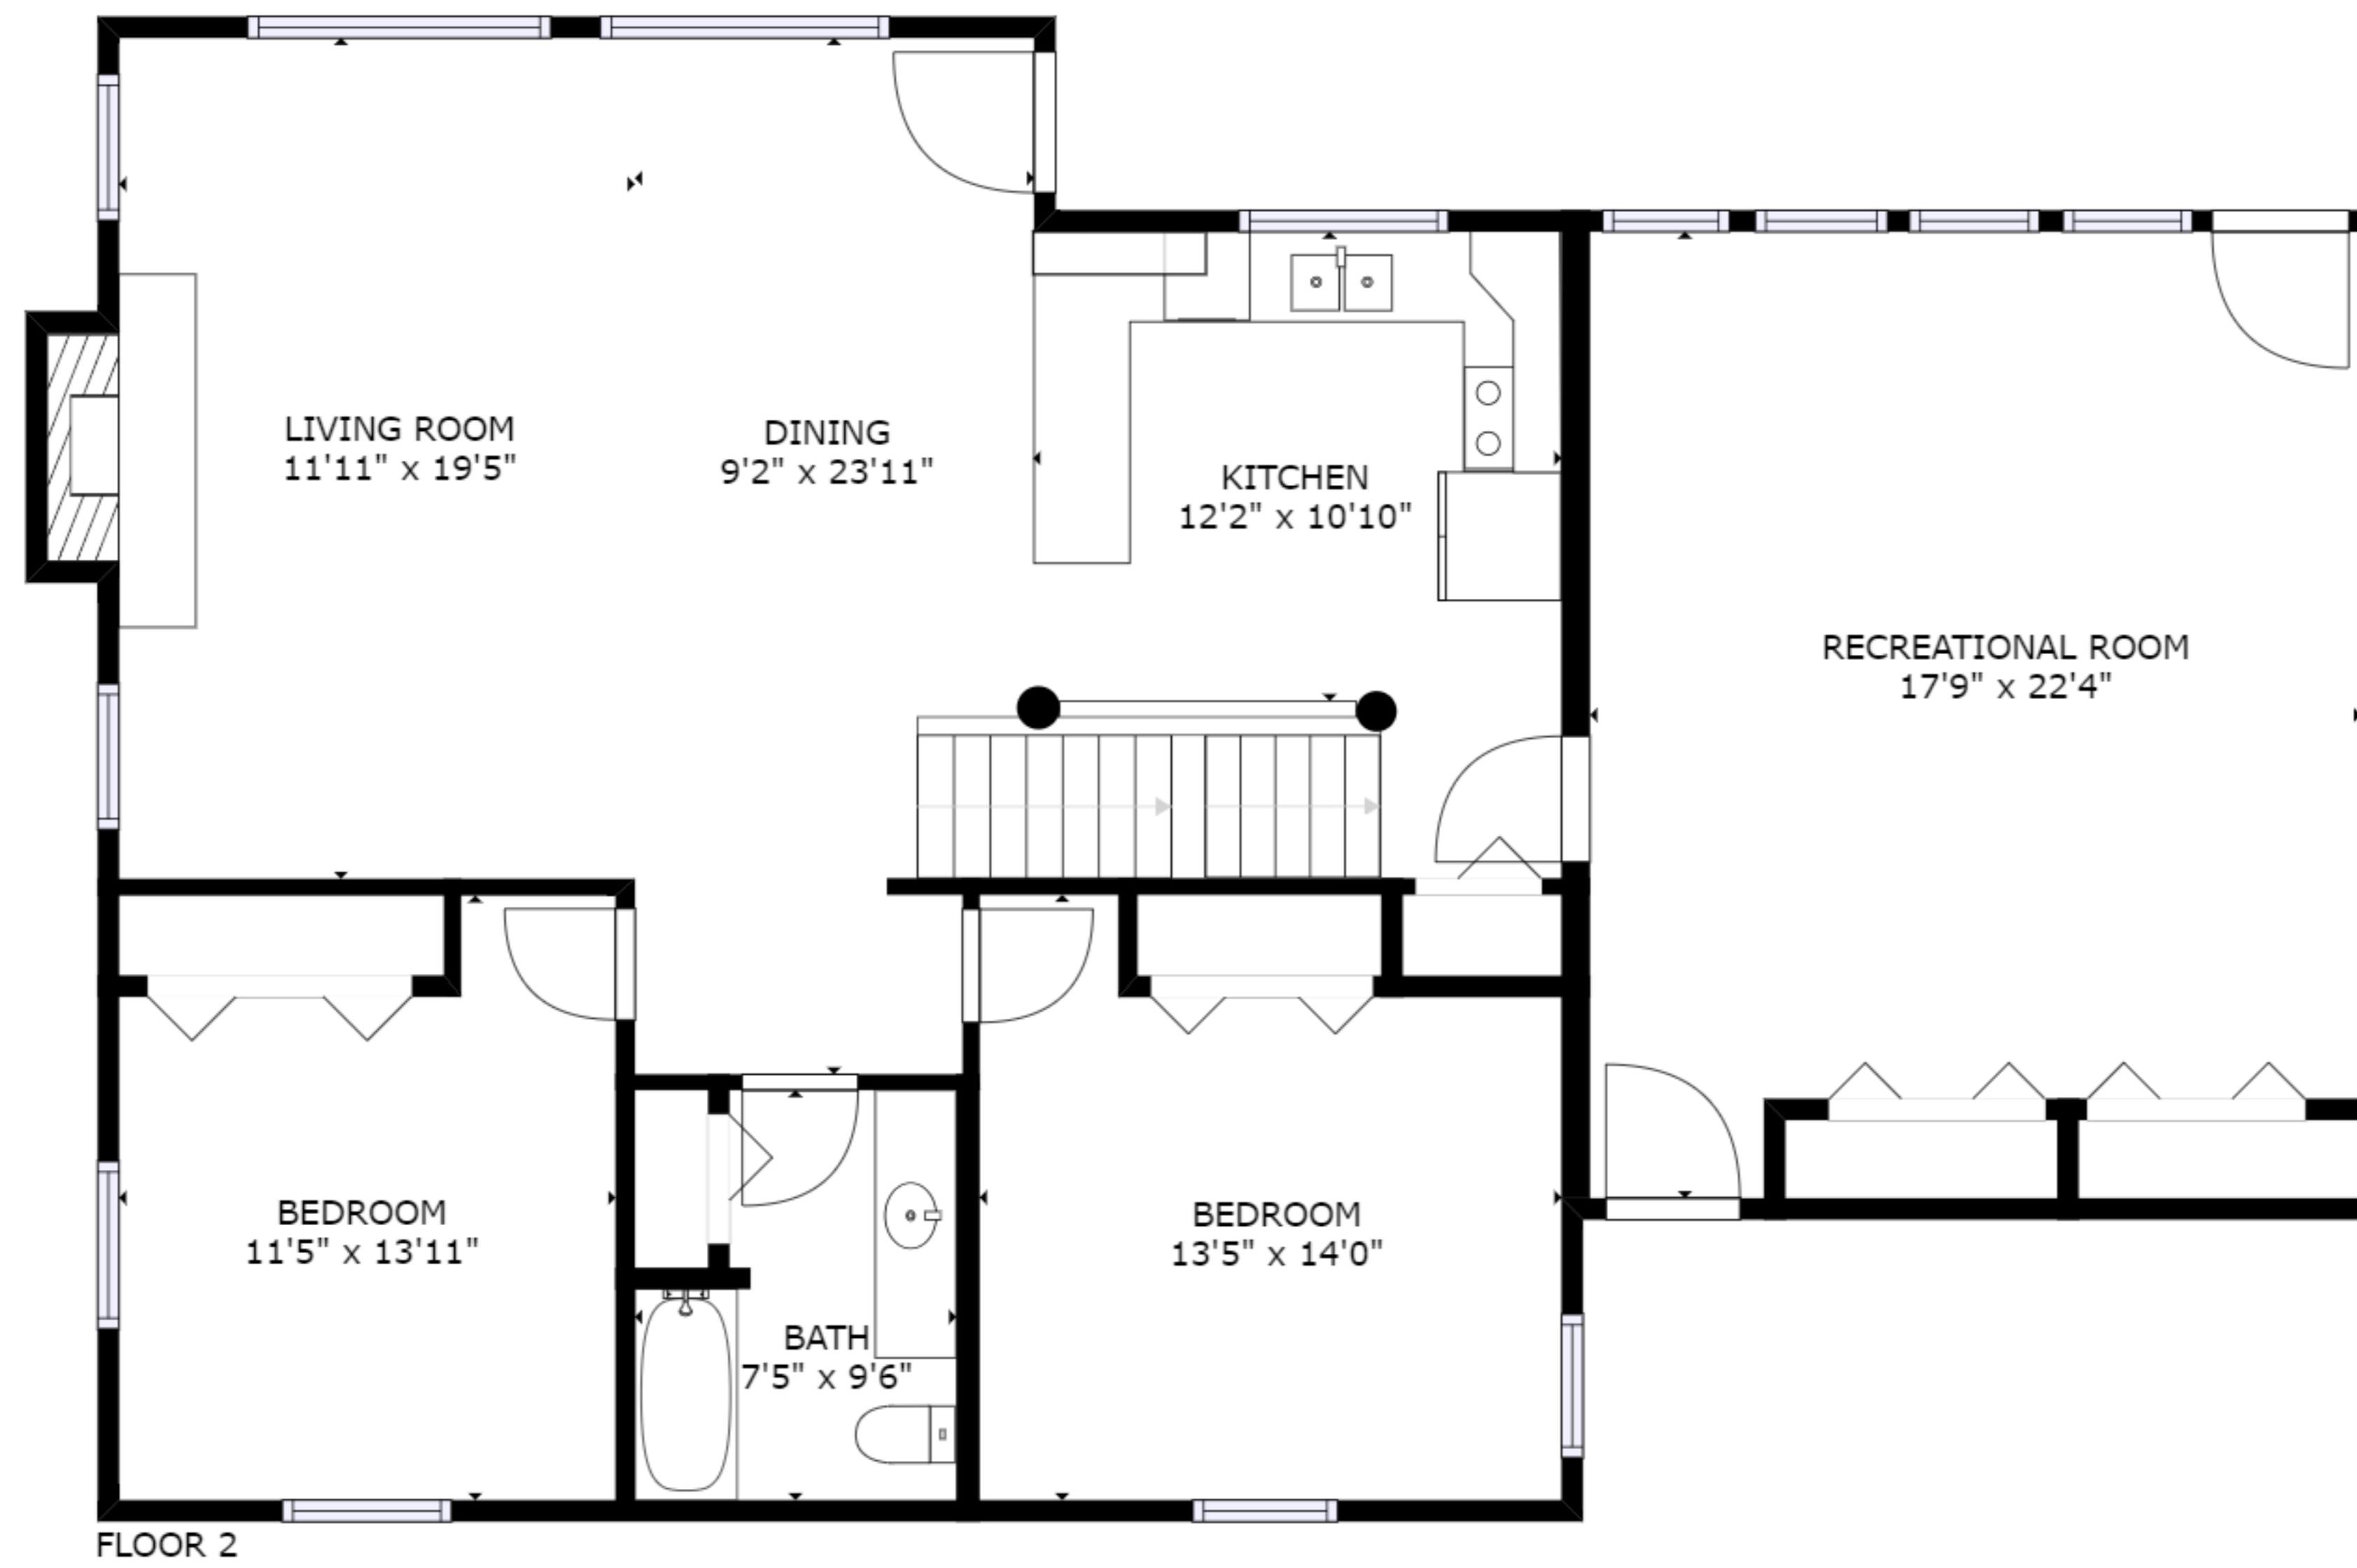 LIVING ROOM
11'11" x 19'5"
DINING
9'2" x 23'11"
KITCHEN
12'2" x 10'10"
RECREATIONAL ROOM
17'9" x 22'4"
BEDROOM
11'5" x 13'11"
BEDROOM
13'5" x 14'0"
BATH
7'5" x 9'6"
FLOOR 2